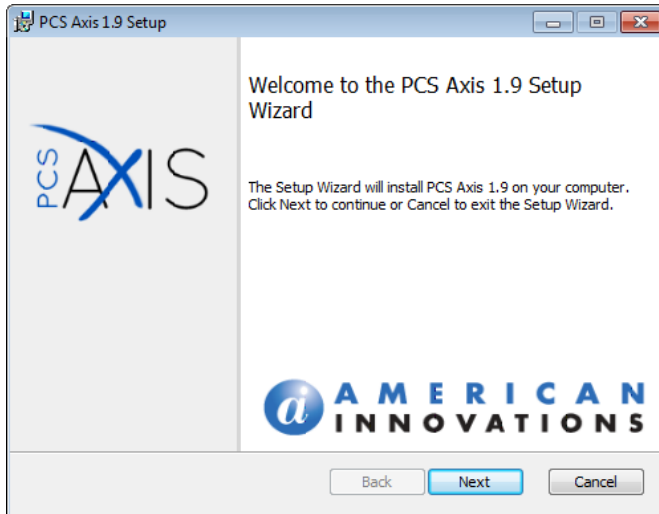 PCS Axis 1.9 Setup
Welcome to the PCS Axis 1.9 Setup
Wizard
PCS AXIS
The Setup Wizard will install PCS Axis 1.9 on your computer.
Click Next to continue or Cancel to exit the Setup Wizard.
a AMERICAN
INNOVATIONS
Back Next Cancel